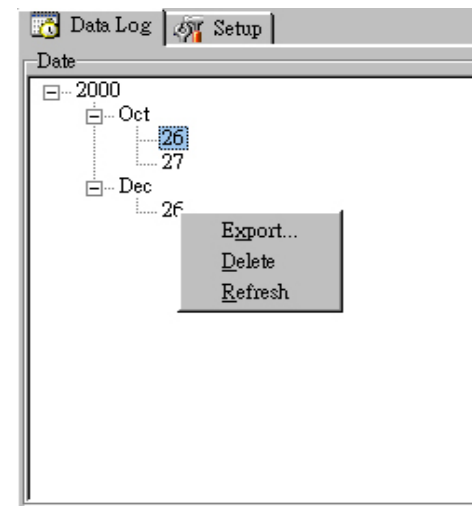 Data Log Setup
Date
2000
Oct
26
27
Dec
26
Export...
Delete
Refresh